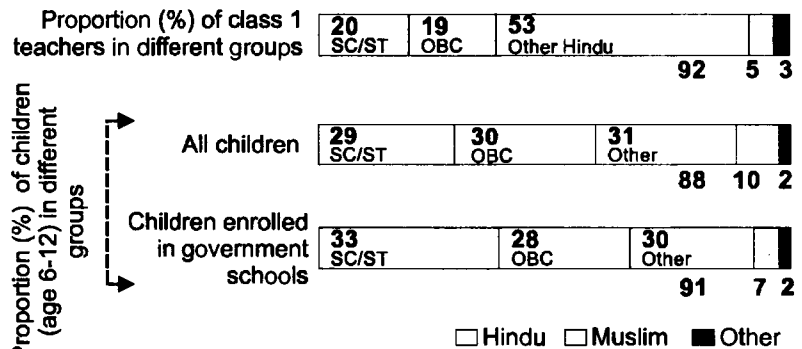 Proportion (%) of class 1
teachers in different groups
20 19 53
SC/ST OBC Other Hindu
92 5 3
Proportion (%) of children
(age 6-12) in different
groups
All children
29 30 31
SC/ST OBC Other
88 10 2
Children enrolled
in government
schools
33 28 30
SC/ST OBC Other
91 7 2
Hindu Muslim Other